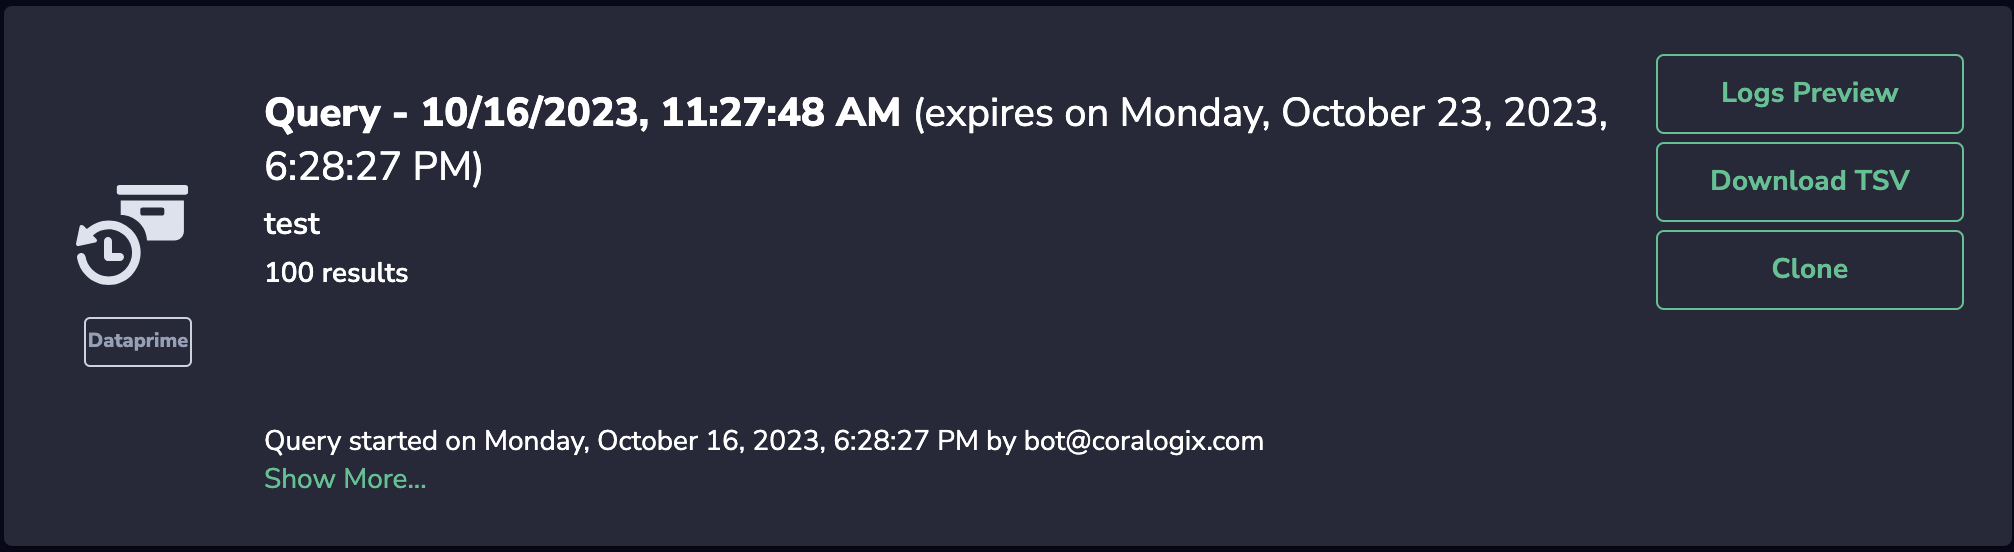 Query - 10/16/2023, 11:27:48 AM (expires on Monday, October 23, 2023,
6:28:27 PM)
test
100 results
Dataprime
Query started on Monday, October 16, 2023, 6:28:27 PM by bot@coralogix.com
Show More...
Logs Preview
Download TSV
Clone